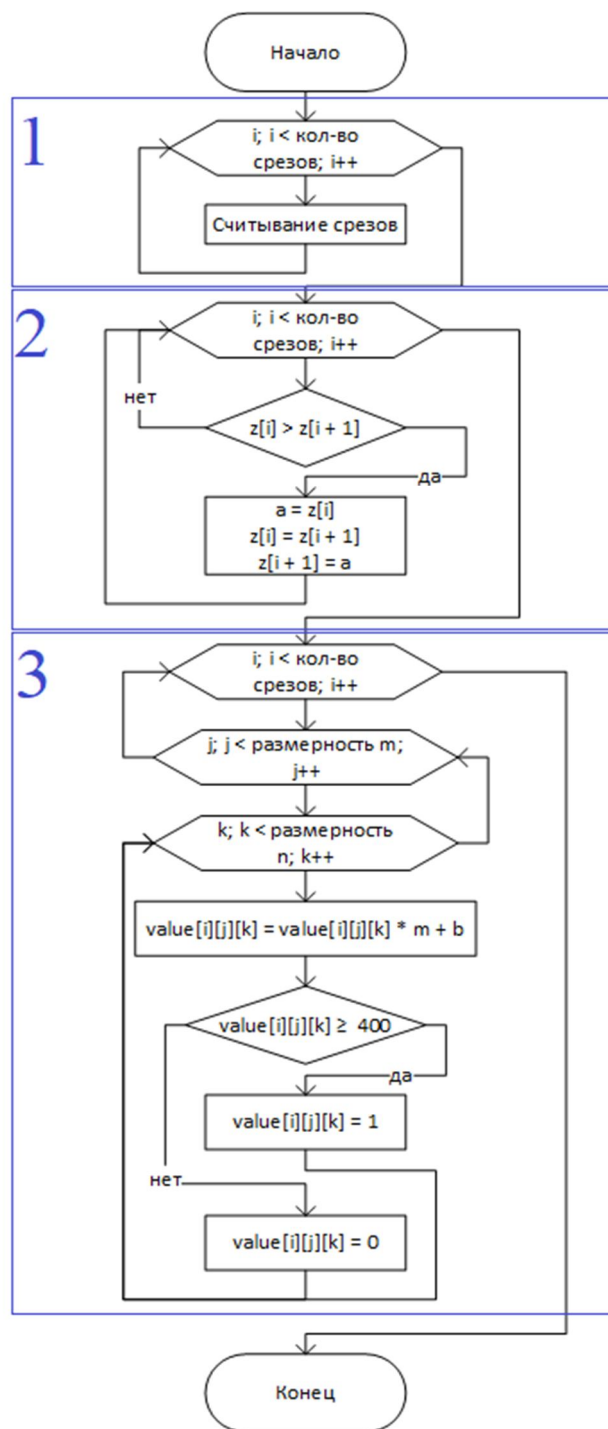 Начало
1
i; i < кол-во
срезов; i++
Считывание срезов
2
i; i < кол-во
срезов; i++
нет
z[i] > z[i + 1]
да
a = z[i]
z[i] = z[i + 1]
z[i + 1] = a
3
i; i < кол-во
срезов; i++
j; j < размерность m;
j++
k; k < размерность
n; k++
value[i][j][k] = value[i][j][k] * m + b
value[i][j][k] ≥ 400
да
value[i][j][k] = 1
нет
value[i][j][k] = 0
Конец